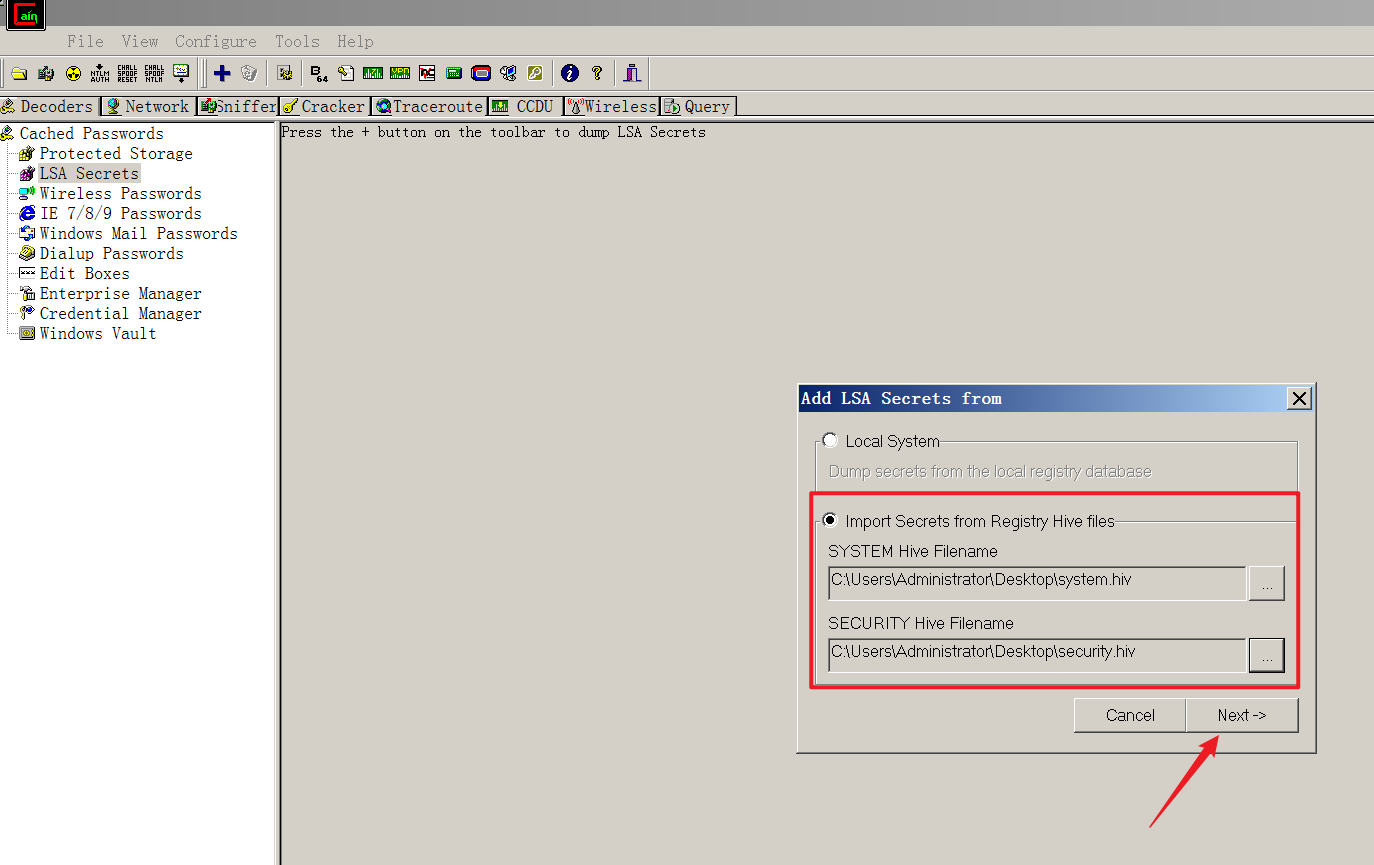 Cain
File View Configure Tools Help
NTLM AUTH CHALL SPOOF RESET CHALL SPOOF NTLM B64
Decoders Network Sniffer Cracker Traceroute CCDU Wireless Query
Cached Passwords
Protected Storage
LSA Secrets
Wireless Passwords
IE 7/8/9 Passwords
Windows Mail Passwords
Dialup Passwords
Edit Boxes
Enterprise Manager
Credential Manager
Windows Vault
Press the + button on the toolbar to dump LSA Secrets
Add LSA Secrets from
Local System
Dump secrets from the local registry database
Import Secrets from Registry Hive files
SYSTEM Hive Filename
C:\Users\Administrator\Desktop\system.hiv
...
SECURITY Hive Filename
C:\Users\Administrator\Desktop\security.hiv
...
Cancel Next ->